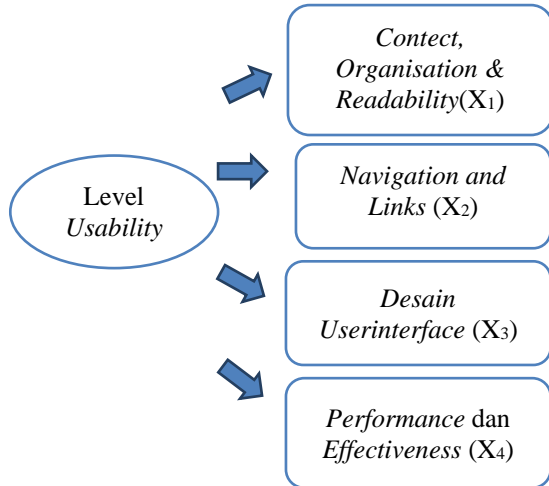 Contect,
Organisation &
Readability(X₁)
Level
Usability
Navigation and
Links (X₂)
Desain
Userinterface (X₃)
Performance dan
Effectiveness (X₄)